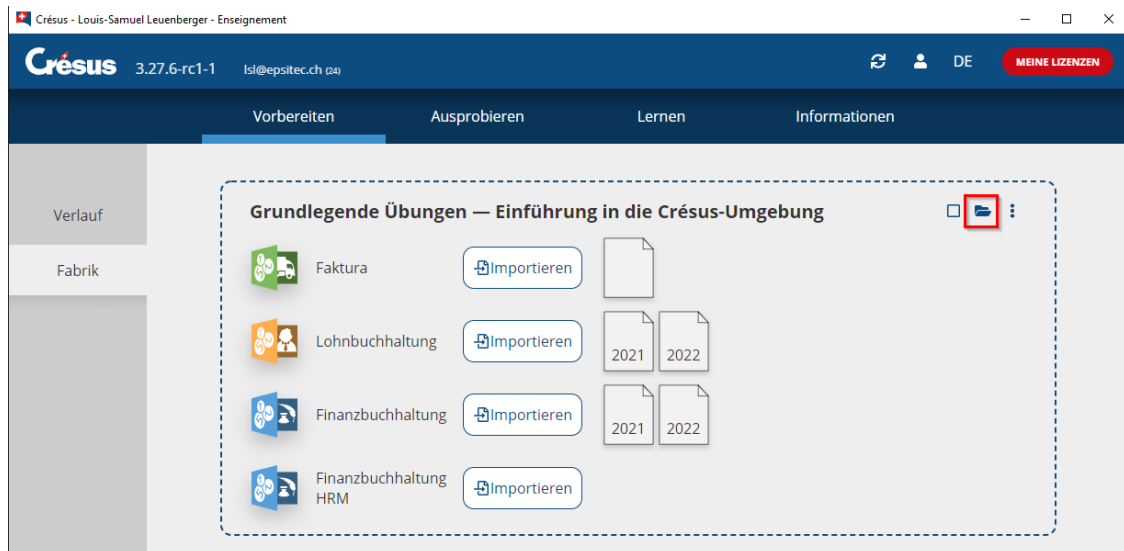 Crésus - Louis-Samuel Leuenberger - Enseignement
Crésus 3.27.6-rc1-1 lsl@epsitec.ch (24) DE MEINE LIZENZEN
Vorbereiten Ausprobieren Lernen Informationen
Verlauf
Fabrik
Grundlegende Übungen — Einführung in die Crésus-Umgebung
Faktura Importieren
Lohnbuchhaltung Importieren 2021 2022
Finanzbuchhaltung Importieren 2021 2022
Finanzbuchhaltung
HRM Importieren